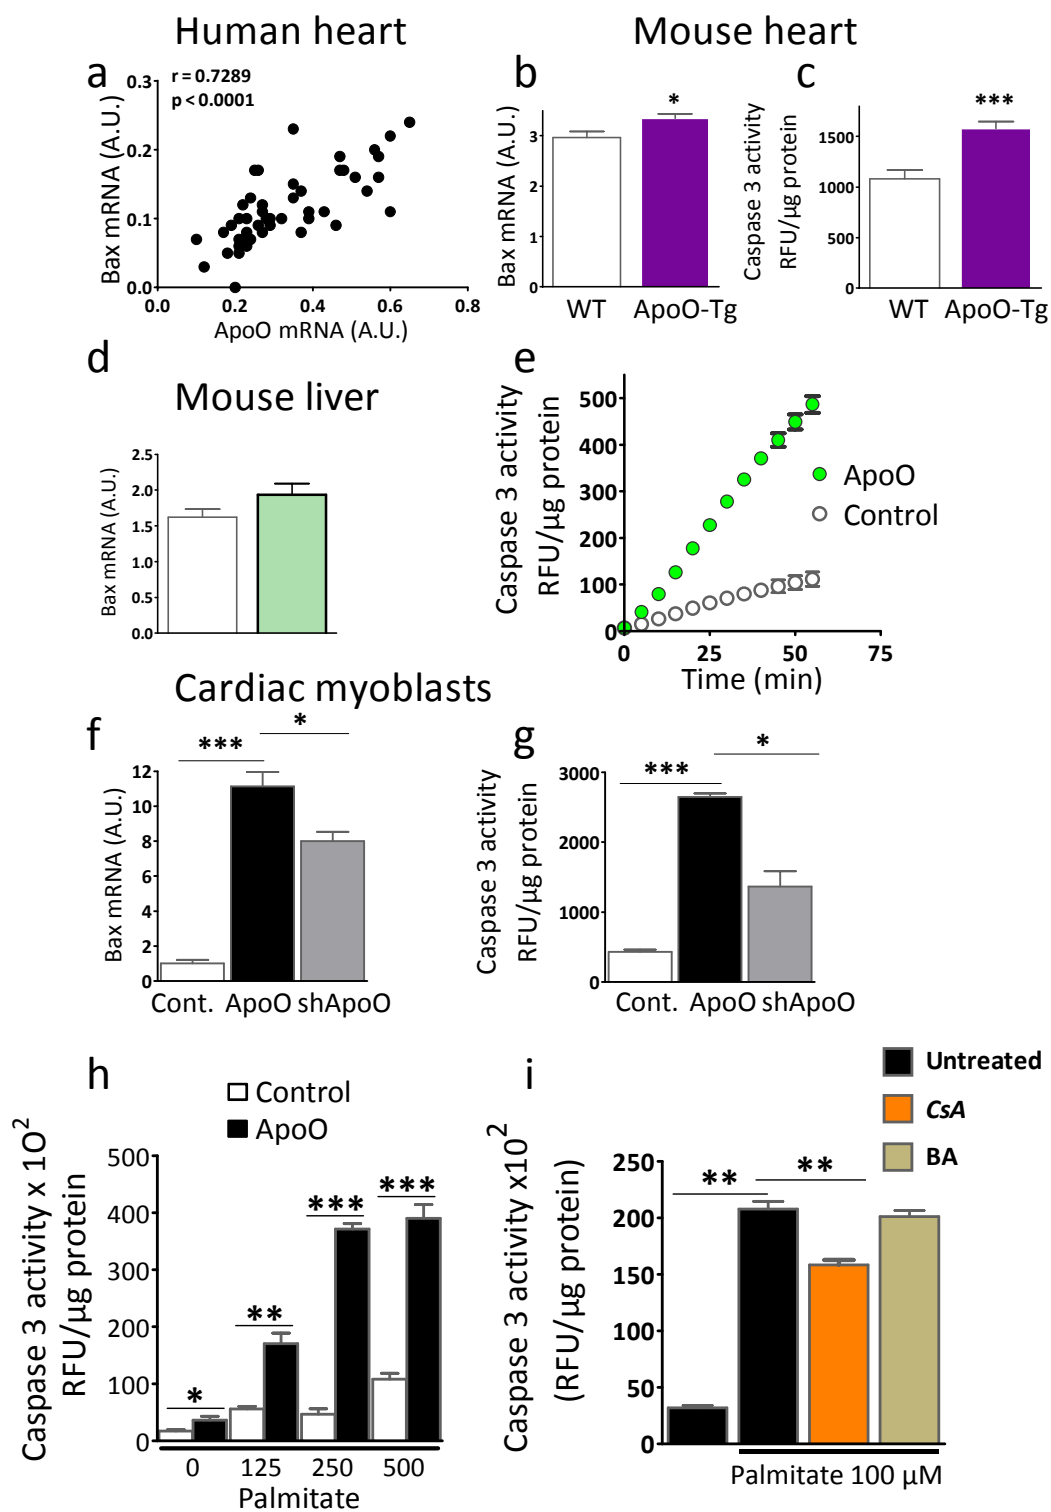 Human heart
Mouse heart
a
r = 0.7289
p < 0.0001
Bax mRNA (A.U.)
0.3
0.2
0.1
0.0
0.0 0.2 0.4 0.6 0.8
ApoO mRNA (A.U.)
b
*
Bax mRNA (A.U.)
3
2
1
0
WT ApoO-Tg
c
***
Caspase 3 activity
RFU/µg protein
1500
1000
500
0
WT ApoO-Tg
d
Mouse liver
Bax mRNA (A.U.)
2.5
2.0
1.5
1.0
0.5
0.0
e
Caspase 3 activity
RFU/µg protein
500
400
300
200
100
0
0 25 50 75
Time (min)
ApoO
Control
Cardiac myoblasts
f
***
*
Bax mRNA (A.U.)
12
10
8
6
4
2
0
Cont. ApoO shApoO
g
***
*
Caspase 3 activity
RFU/µg protein
3000
2000
1000
0
Cont. ApoO shApoO
h
Control
ApoO
Caspase 3 activity x 10²
RFU/µg protein
500
400
300
200
100
0
*
**
***
***
0 125 250 500
Palmitate
i
Untreated
CsA
BA
Caspase 3 activity x10²
(RFU/µg protein)
250
200
150
100
50
0
**
**
Palmitate 100 µM